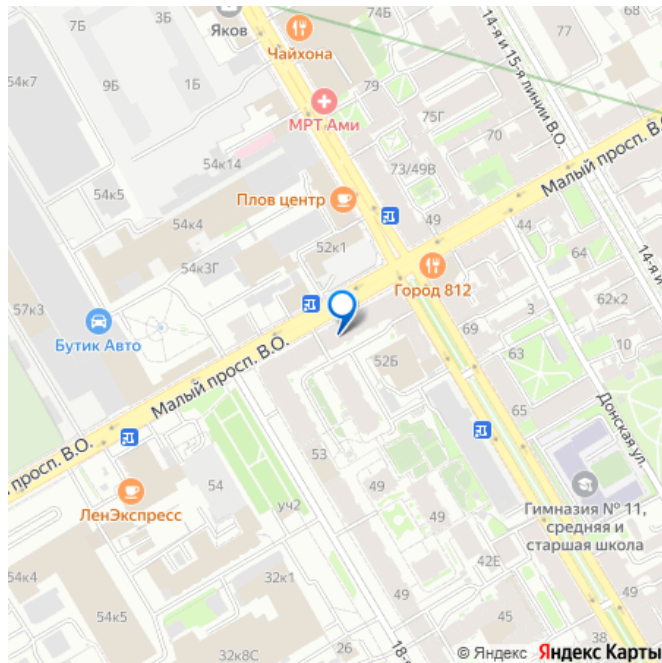 7Б
3Б
Яков
68
77
Чайхона
54к7
9Б
1Б
79
14-я и 15-я линии В.О.
МРТ Ами
75Г
70
54к14
73/49В
Малый просп. В.О.
54к5
Плов центр
54к4
49
44
52к1
64
54к3Г
Город 812
14-я и
57к3
3
62к2
Бутик Авто
69
10
Малый просп. В.О.
52Б
63
Донская ул.
65
просп. В.О.
53
54
49
Гимназия № 11,
средняя и
старшая школа
ЛенЭкспресс
уч2
49
49
42Е
54к4
32к1
49
54к5
45
38
32к8С
26
18-
© Яндекс Яндекс Карты